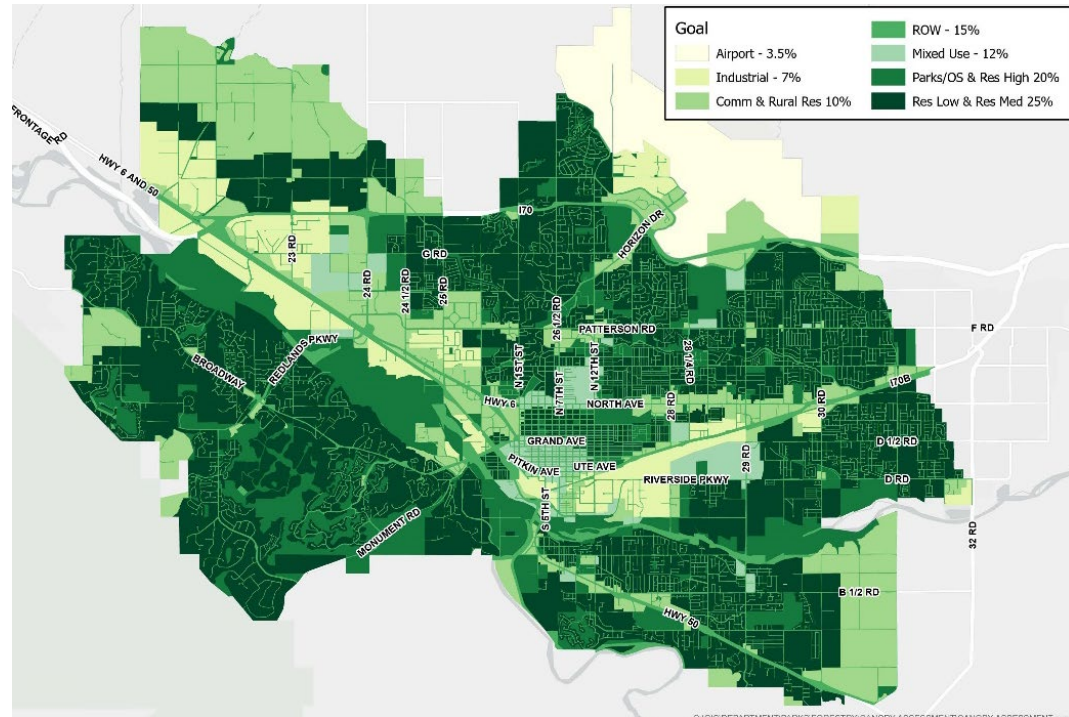 Goal
Airport - 3.5%
Industrial - 7%
Comm & Rural Res 10%
ROW - 15%
Mixed Use - 12%
Parks/OS & Res High 20%
Res Low & Res Med 25%
FRONTAGE RD
HWY 6 AND 50
I70
HORIZON DR
23 RD
G RD
24 RD
24 1/2 RD
25 RD
26 1/2 RD
PATTERSON RD
F RD
REDLANDS PKWY
BROADWAY
N 1ST ST
N 7TH ST
N 12TH ST
28 1/4 RD
I70B
HWY 6
NORTH AVE
28 RD
30 RD
GRAND AVE
D 1/2 RD
PITKIN AVE
UTE AVE
29 RD
RIVERSIDE PKWY
D RD
MONUMENT RD
S 5TH ST
32 RD
B 1/2 RD
HWY 50